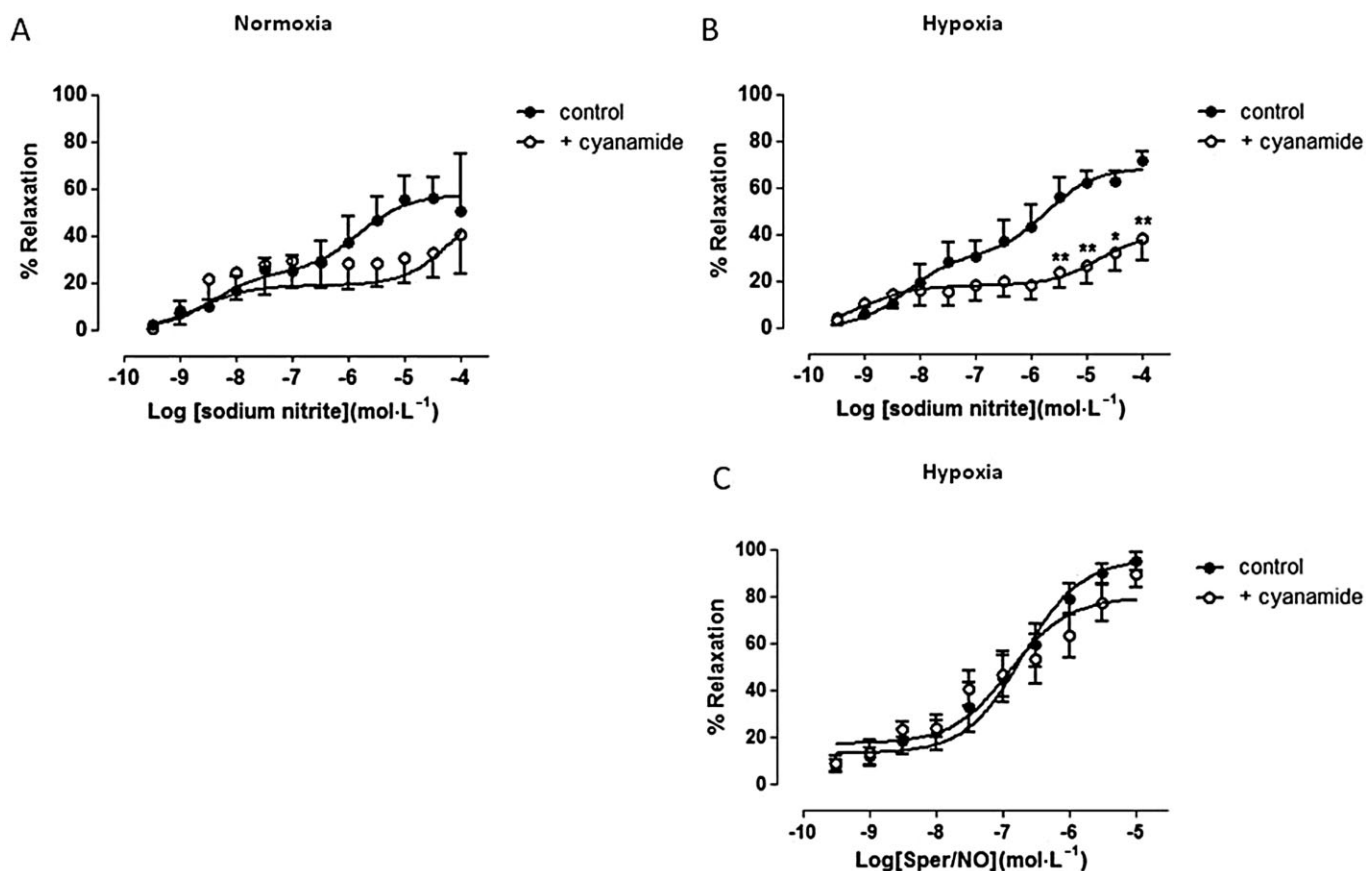 A
Normoxia
100
80
60
40
20
0
% Relaxation
-10 -9 -8 -7 -6 -5 -4
Log [sodium nitrite](mol·L⁻¹)
control
+ cyanamide
B
Hypoxia
100
80
60
40
20
0
% Relaxation
** ** * **
-10 -9 -8 -7 -6 -5 -4
Log [sodium nitrite](mol·L⁻¹)
control
+ cyanamide
C
Hypoxia
100
80
60
40
20
0
% Relaxation
-10 -9 -8 -7 -6 -5
Log[Sper/NO](mol·L⁻¹)
control
+ cyanamide